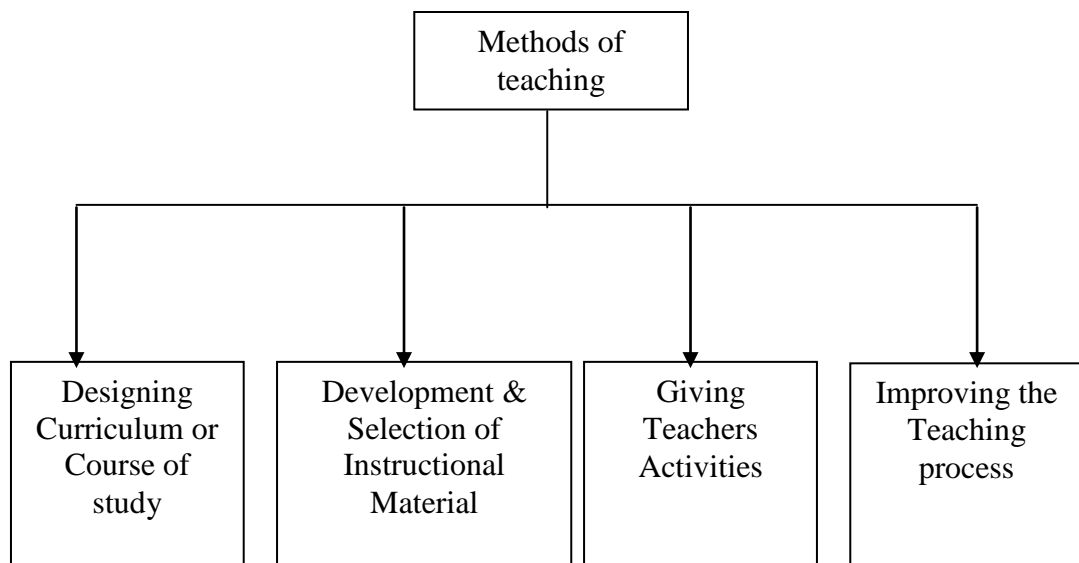 Methods of
teaching
Designing
Curriculum or
Course of
study
Development &
Selection of
Instructional
Material
Giving
Teachers
Activities
Improving the
Teaching
process